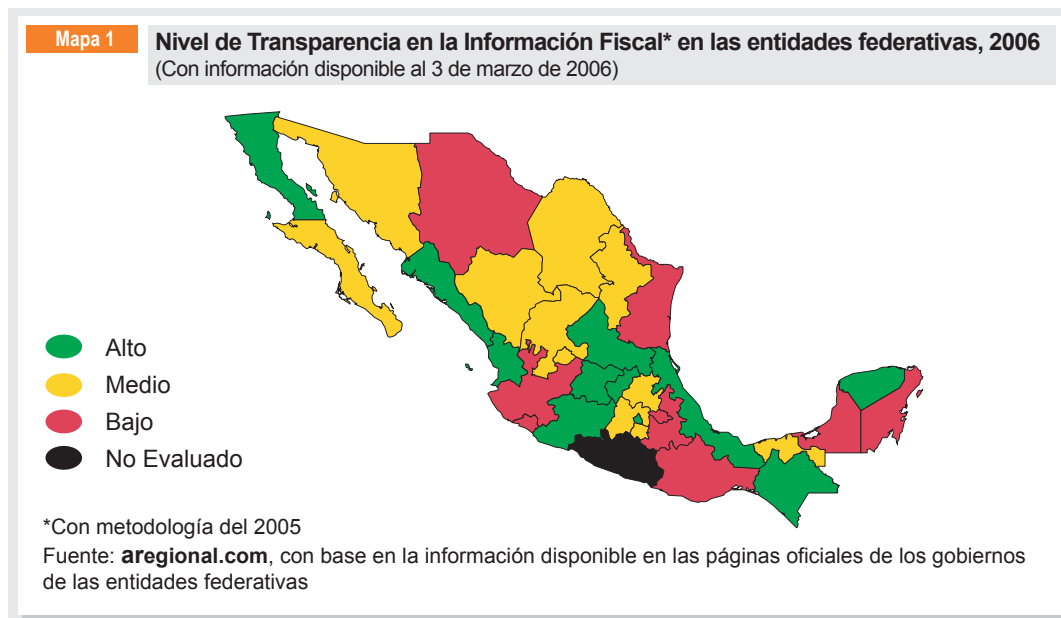 Mapa 1
Nivel de Transparencia en la Información Fiscal* en las entidades federativas, 2006
(Con información disponible al 3 de marzo de 2006)
Alto
Medio
Bajo
No Evaluado
*Con metodología del 2005
Fuente: aregional.com, con base en la información disponible en las páginas oficiales de los gobiernos
de las entidades federativas